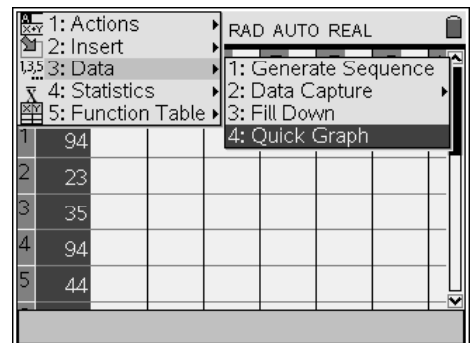 1: Actions
2: Insert
3: Data
4: Statistics
5: Function Table
RAD AUTO REAL
1: Generate Sequence
2: Data Capture
3: Fill Down
4: Quick Graph
1 94
2 23
3 35
4 94
5 44